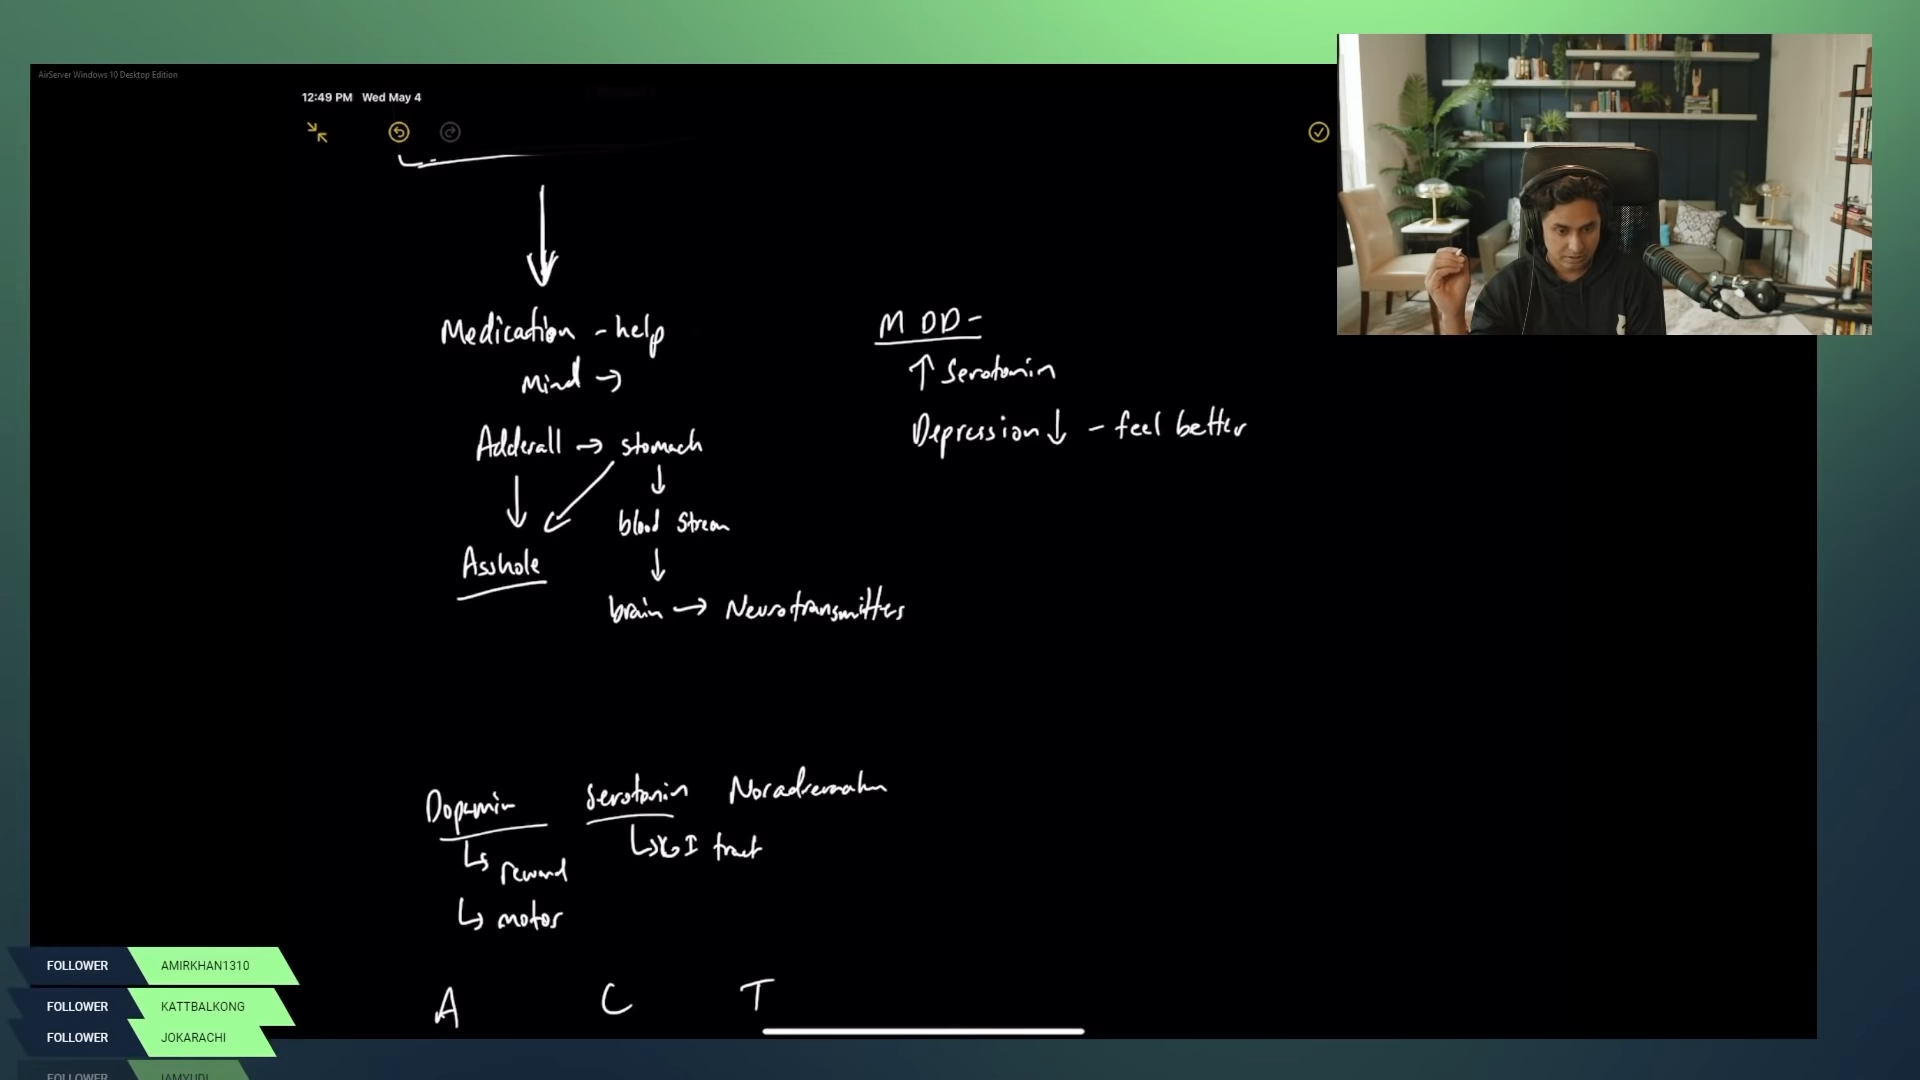 AirServer Windows 10 Desktop Edition
12:49 PM Wed May 4
Medication - help
Mind →
Adderall → stomach
↓ ↓
blood stream
Asshole
↓
brain → Neurotransmitters
MDD -
↑ Serotonin
Depression ↓ - feel better
Dopamin Serotonin
↳ reward
↳ GI tract
↳ motor
A C T
FOLLOWER AMIRKHAN1310
FOLLOWER KATTBALKONG
FOLLOWER JOKARACHI
FOLLOWER IAMYUDI